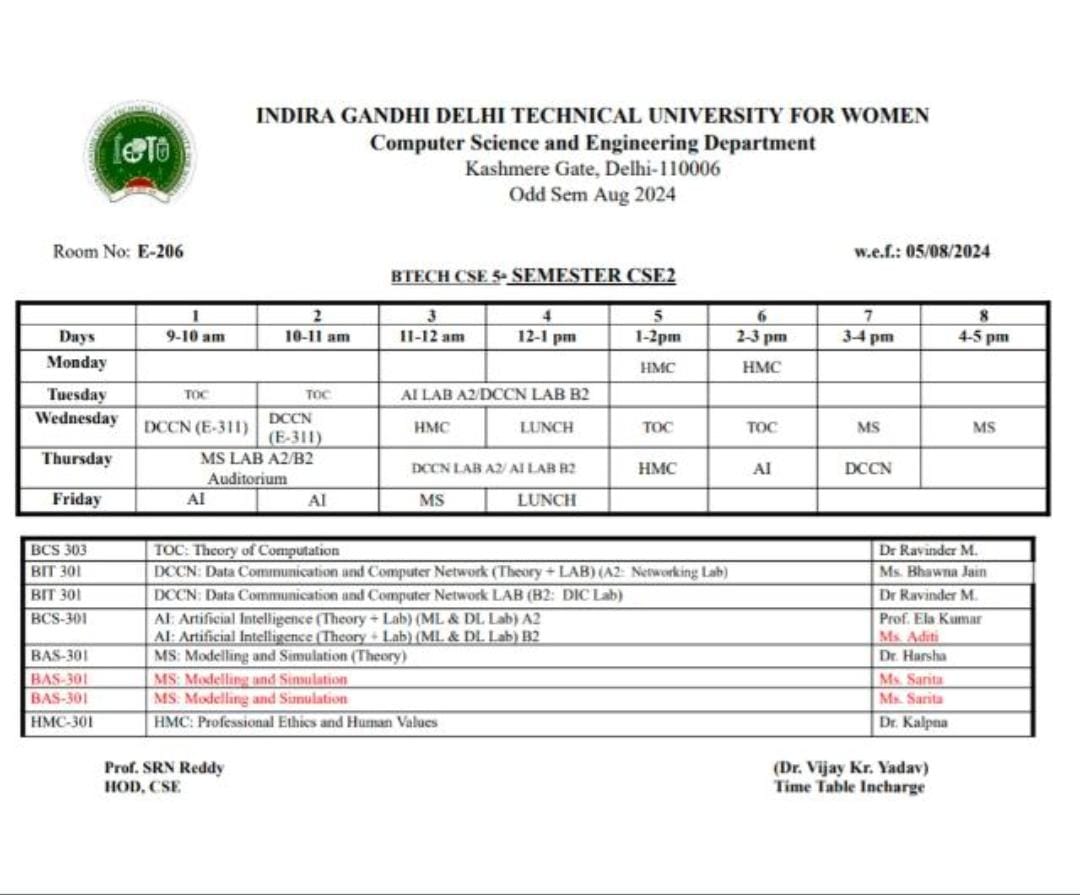 INDIRA GANDHI DELHI TECHNICAL UNIVERSITY FOR WOMEN
Computer Science and Engineering Department
Kashmere Gate, Delhi-110006
Odd Sem Aug 2024
Room No: E-206 w.e.f.: 05/08/2024
BTECH CSE 5- SEMESTER CSE2
1 2 3 4 5 6 7 8
Days 9-10 am 10-11 am 11-12 am 12-1 pm 1-2pm 2-3 pm 3-4 pm 4-5 pm
Monday HMC HMC
Tuesday TOC TOC AI LAB A2/DCCN LAB B2
Wednesday DCCN (E-311) DCCN (E-311) HMC LUNCH TOC TOC MS MS
Thursday MS LAB A2/B2 Auditorium DCCN LAB A2/ AI LAB B2 HMC AI DCCN
Friday AI AI MS LUNCH
BCS 303 TOC: Theory of Computation Dr Ravinder M.
BIT 301 DCCN: Data Communication and Computer Network (Theory + LAB) (A2: Networking Lab) Ms. Bhawna Jain
BIT 301 DCCN: Data Communication and Computer Network LAB (B2: DIC Lab) Dr Ravinder M.
BCS-301 AI: Artificial Intelligence (Theory + Lab) (ML & DL Lab) A2 Prof. Ela Kumar
AI: Artificial Intelligence (Theory + Lab) (ML & DL Lab) B2 Ms. Aditi
BAS-301 MS: Modelling and Simulation (Theory) Dr. Harsha
BAS-301 MS: Modelling and Simulation Ms. Sarita
BAS-301 MS: Modelling and Simulation Ms. Sarita
HMC-301 HMC: Professional Ethics and Human Values Dr. Kalpna
Prof. SRN Reddy (Dr. Vijay Kr. Yadav)
HOD, CSE Time Table Incharge